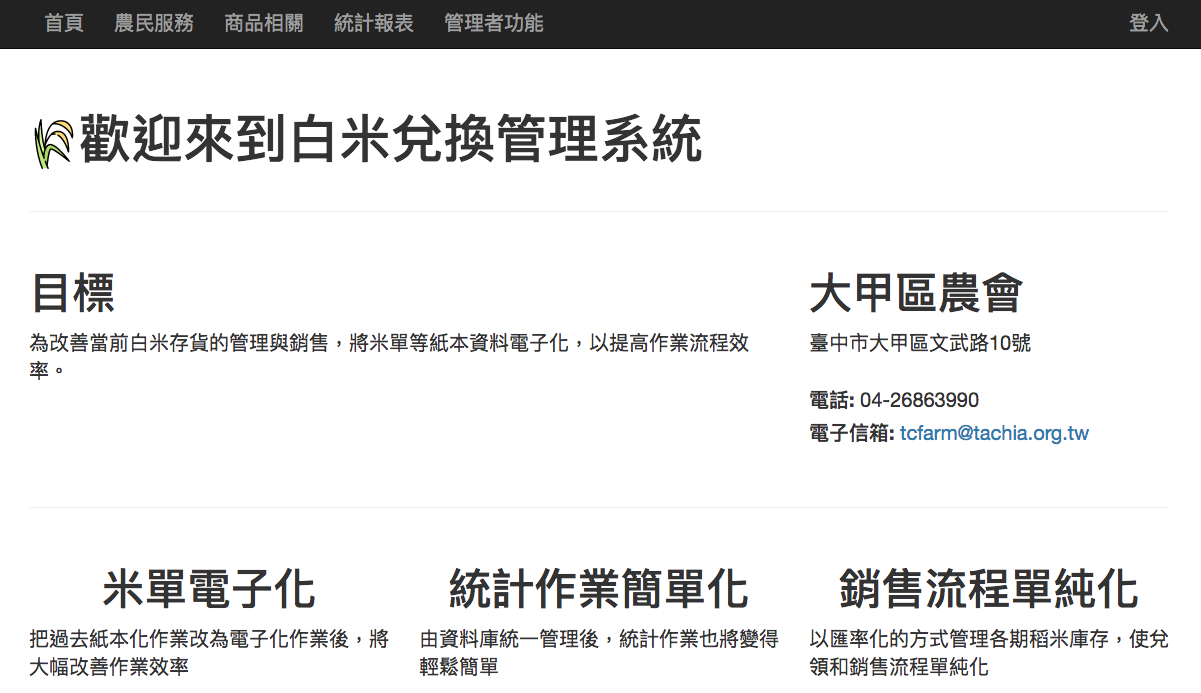 首頁 農民服務 商品相關 統計報表 管理者功能 登入
歡迎來到白米兌換管理系統
目標
為改善當前白米存貨的管理與銷售，將米單等紙本資料電子化，以提高作業流程效
率。
大甲區農會
臺中市大甲區文武路10號
電話: 04-26863990
電子信箱: tcfarm@tachia.org.tw
米單電子化
把過去紙本化作業改為電子化作業後，將
大幅改善作業效率
統計作業簡單化
由資料庫統一管理後，統計作業也將變得
輕鬆簡單
銷售流程單純化
以匯率化的方式管理各期稻米庫存，使兌
領和銷售流程單純化